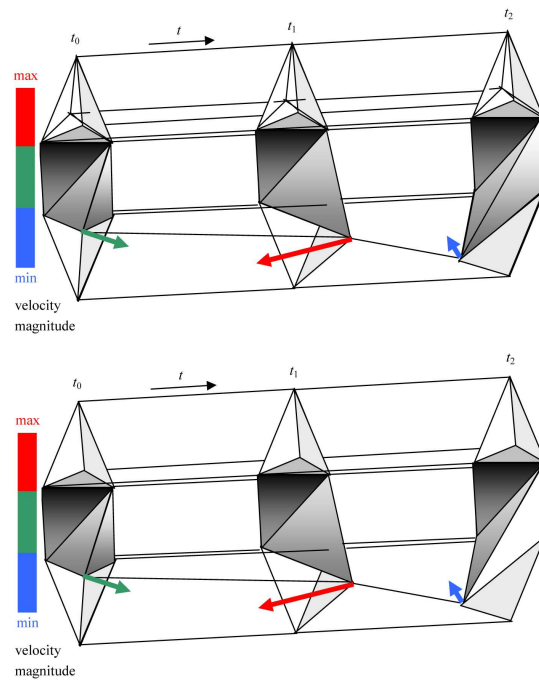 t2
t1
t
t0
max
min
velocity
magnitude
t2
t1
t
t0
max
min
velocity
magnitude